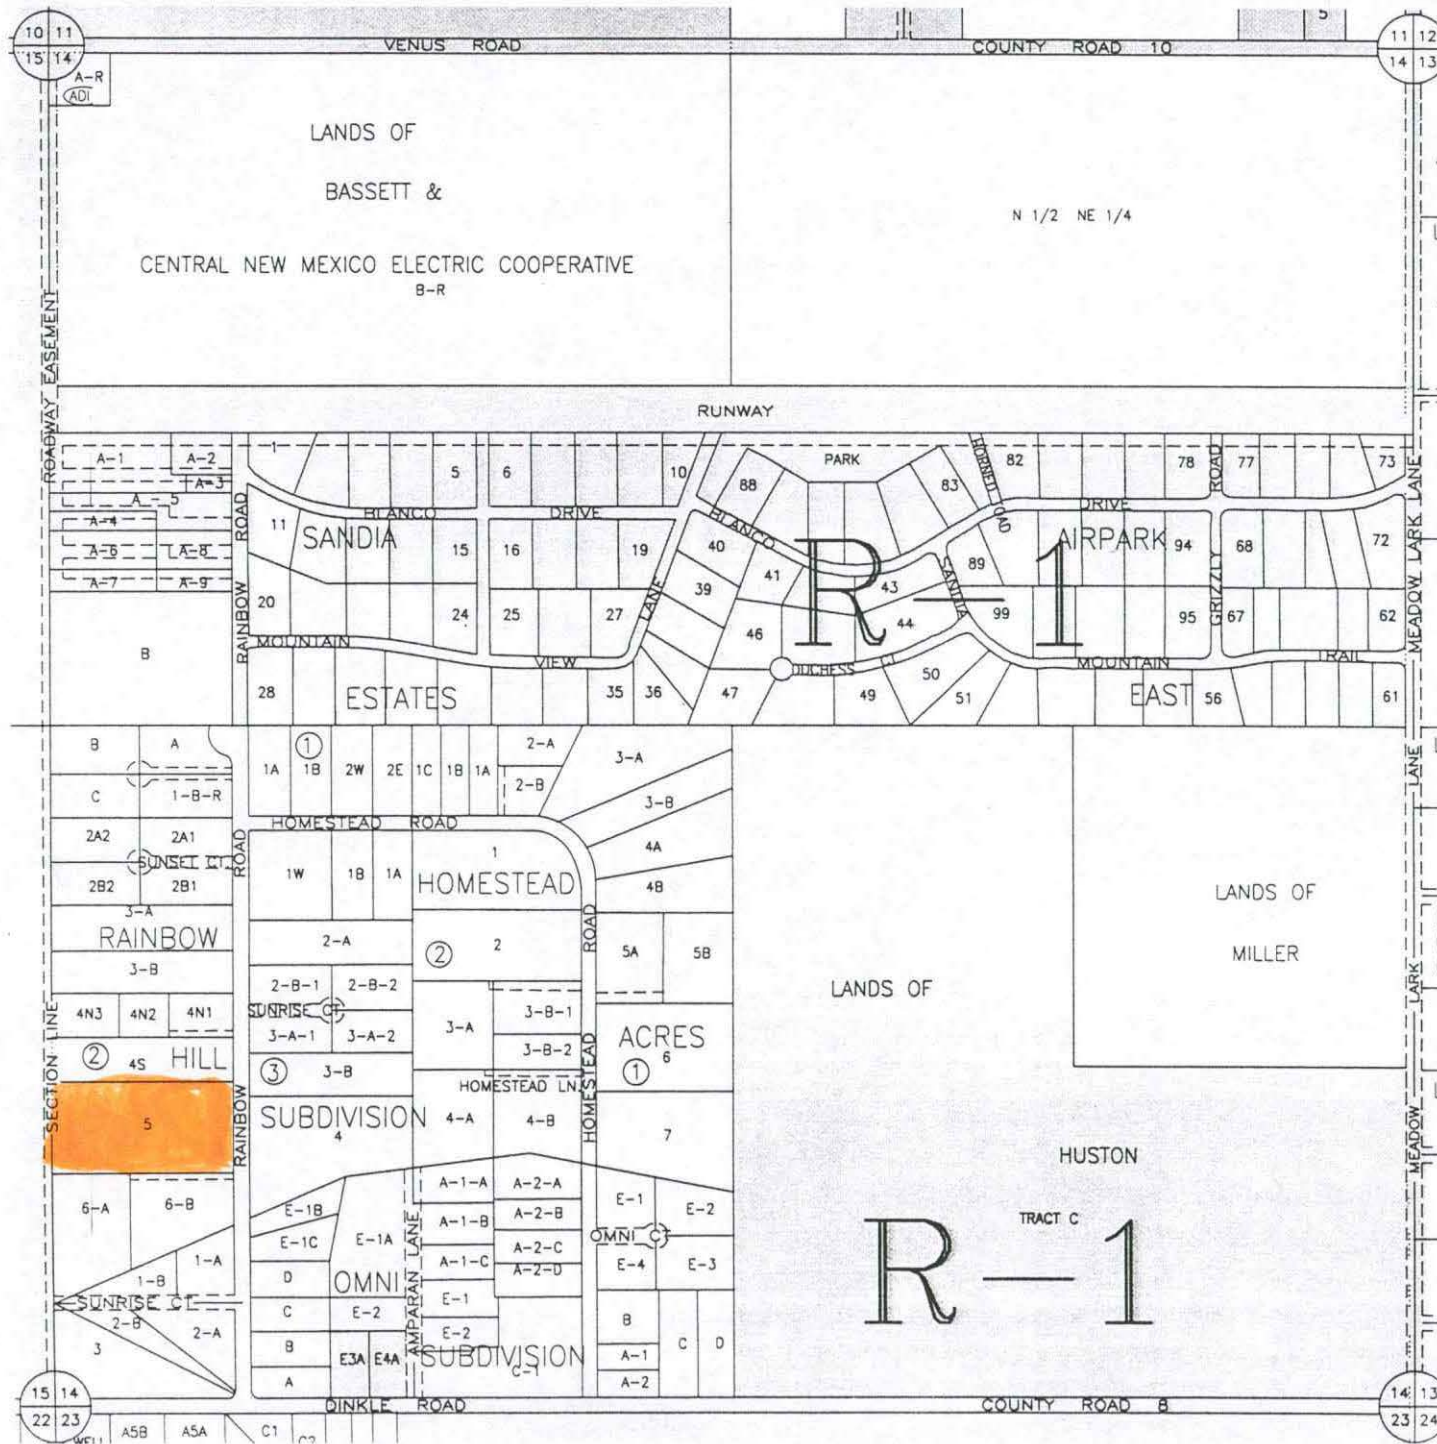 10 11
15 14
VENUS ROAD
COUNTY ROAD 10
5
11 12
14 13
A-R
ADI
LANDS OF
BASSETT &
CENTRAL NEW MEXICO ELECTRIC COOPERATIVE
B-R
N 1/2 NE 1/4
ROADWAY EASEMENT
RUNWAY
A-1
A-2
A-3
A-5
A-4
A-6
A-8
A-7
A-9
B
RAINBOW ROAD
1
5
6
10
BLANCO DRIVE
11
SANDIA
15
16
19
20
24
25
27
LANE
MOUNTAIN VIEW
28
ESTATES
35
36
PARK
88
83
HORNET ROAD
82
78
ROAD
77
73
BLANCO
DRIVE
40
41
39
43
R-1
AIRPARK
SANDIA
89
94
68
72
GRIZZLY
46
44
99
95
67
62
DUCHESS CT
MOUNTAIN TRAIL
47
49
50
51
EAST
56
61
MEADOW LARK LANE
B
A
C
1-B-R
2A2
2A1
SUNSET CT.
2B2
2B1
3-A
RAINBOW
3-B
4N3
4N2
4N1
2
4S
HILL
5
SECTION LINE
6-A
6-B
1-A
1-B
SUNRISE CT
2-B
2-A
3
ROAD
RAINBOW
1
1A
1B
2W
2E
1C
1B
1A
2-A
2-B
3-A
3-B
4A
4B
HOMESTEAD ROAD
1W
1B
1A
1
HOMESTEAD
2-A
2
2
5A
5B
2-B-1
2-B-2
SUNRISE CT
3-A-1
3-A-2
3-A
3-B-1
3-B-2
ACRES
6
3
3-B
HOMESTEAD LN.
1
SUBDIVISION
4
4-A
4-B
7
HOMESTEAD ROAD
E-1B
E-1C
E-1A
D
OMNI
C
E-2
B
E3A
E4A
A
AMPARAN LANE
A-1-A
A-2-A
A-1-B
A-2-B
A-1-C
A-2-C
A-2-D
E-1
E-2
SUBDIVISION
C-1
E-1
E-2
OMNI CT
E-4
E-3
B
A-1
A-2
C
D
LANDS OF
HUSTON
TRACT C
R-1
LANDS OF
MILLER
LANE
LARK
MEADOW
15 14
22 23
DINKLE ROAD
COUNTY ROAD 8
14 13
23 24
WELL
A5B
A5A
C1
C2